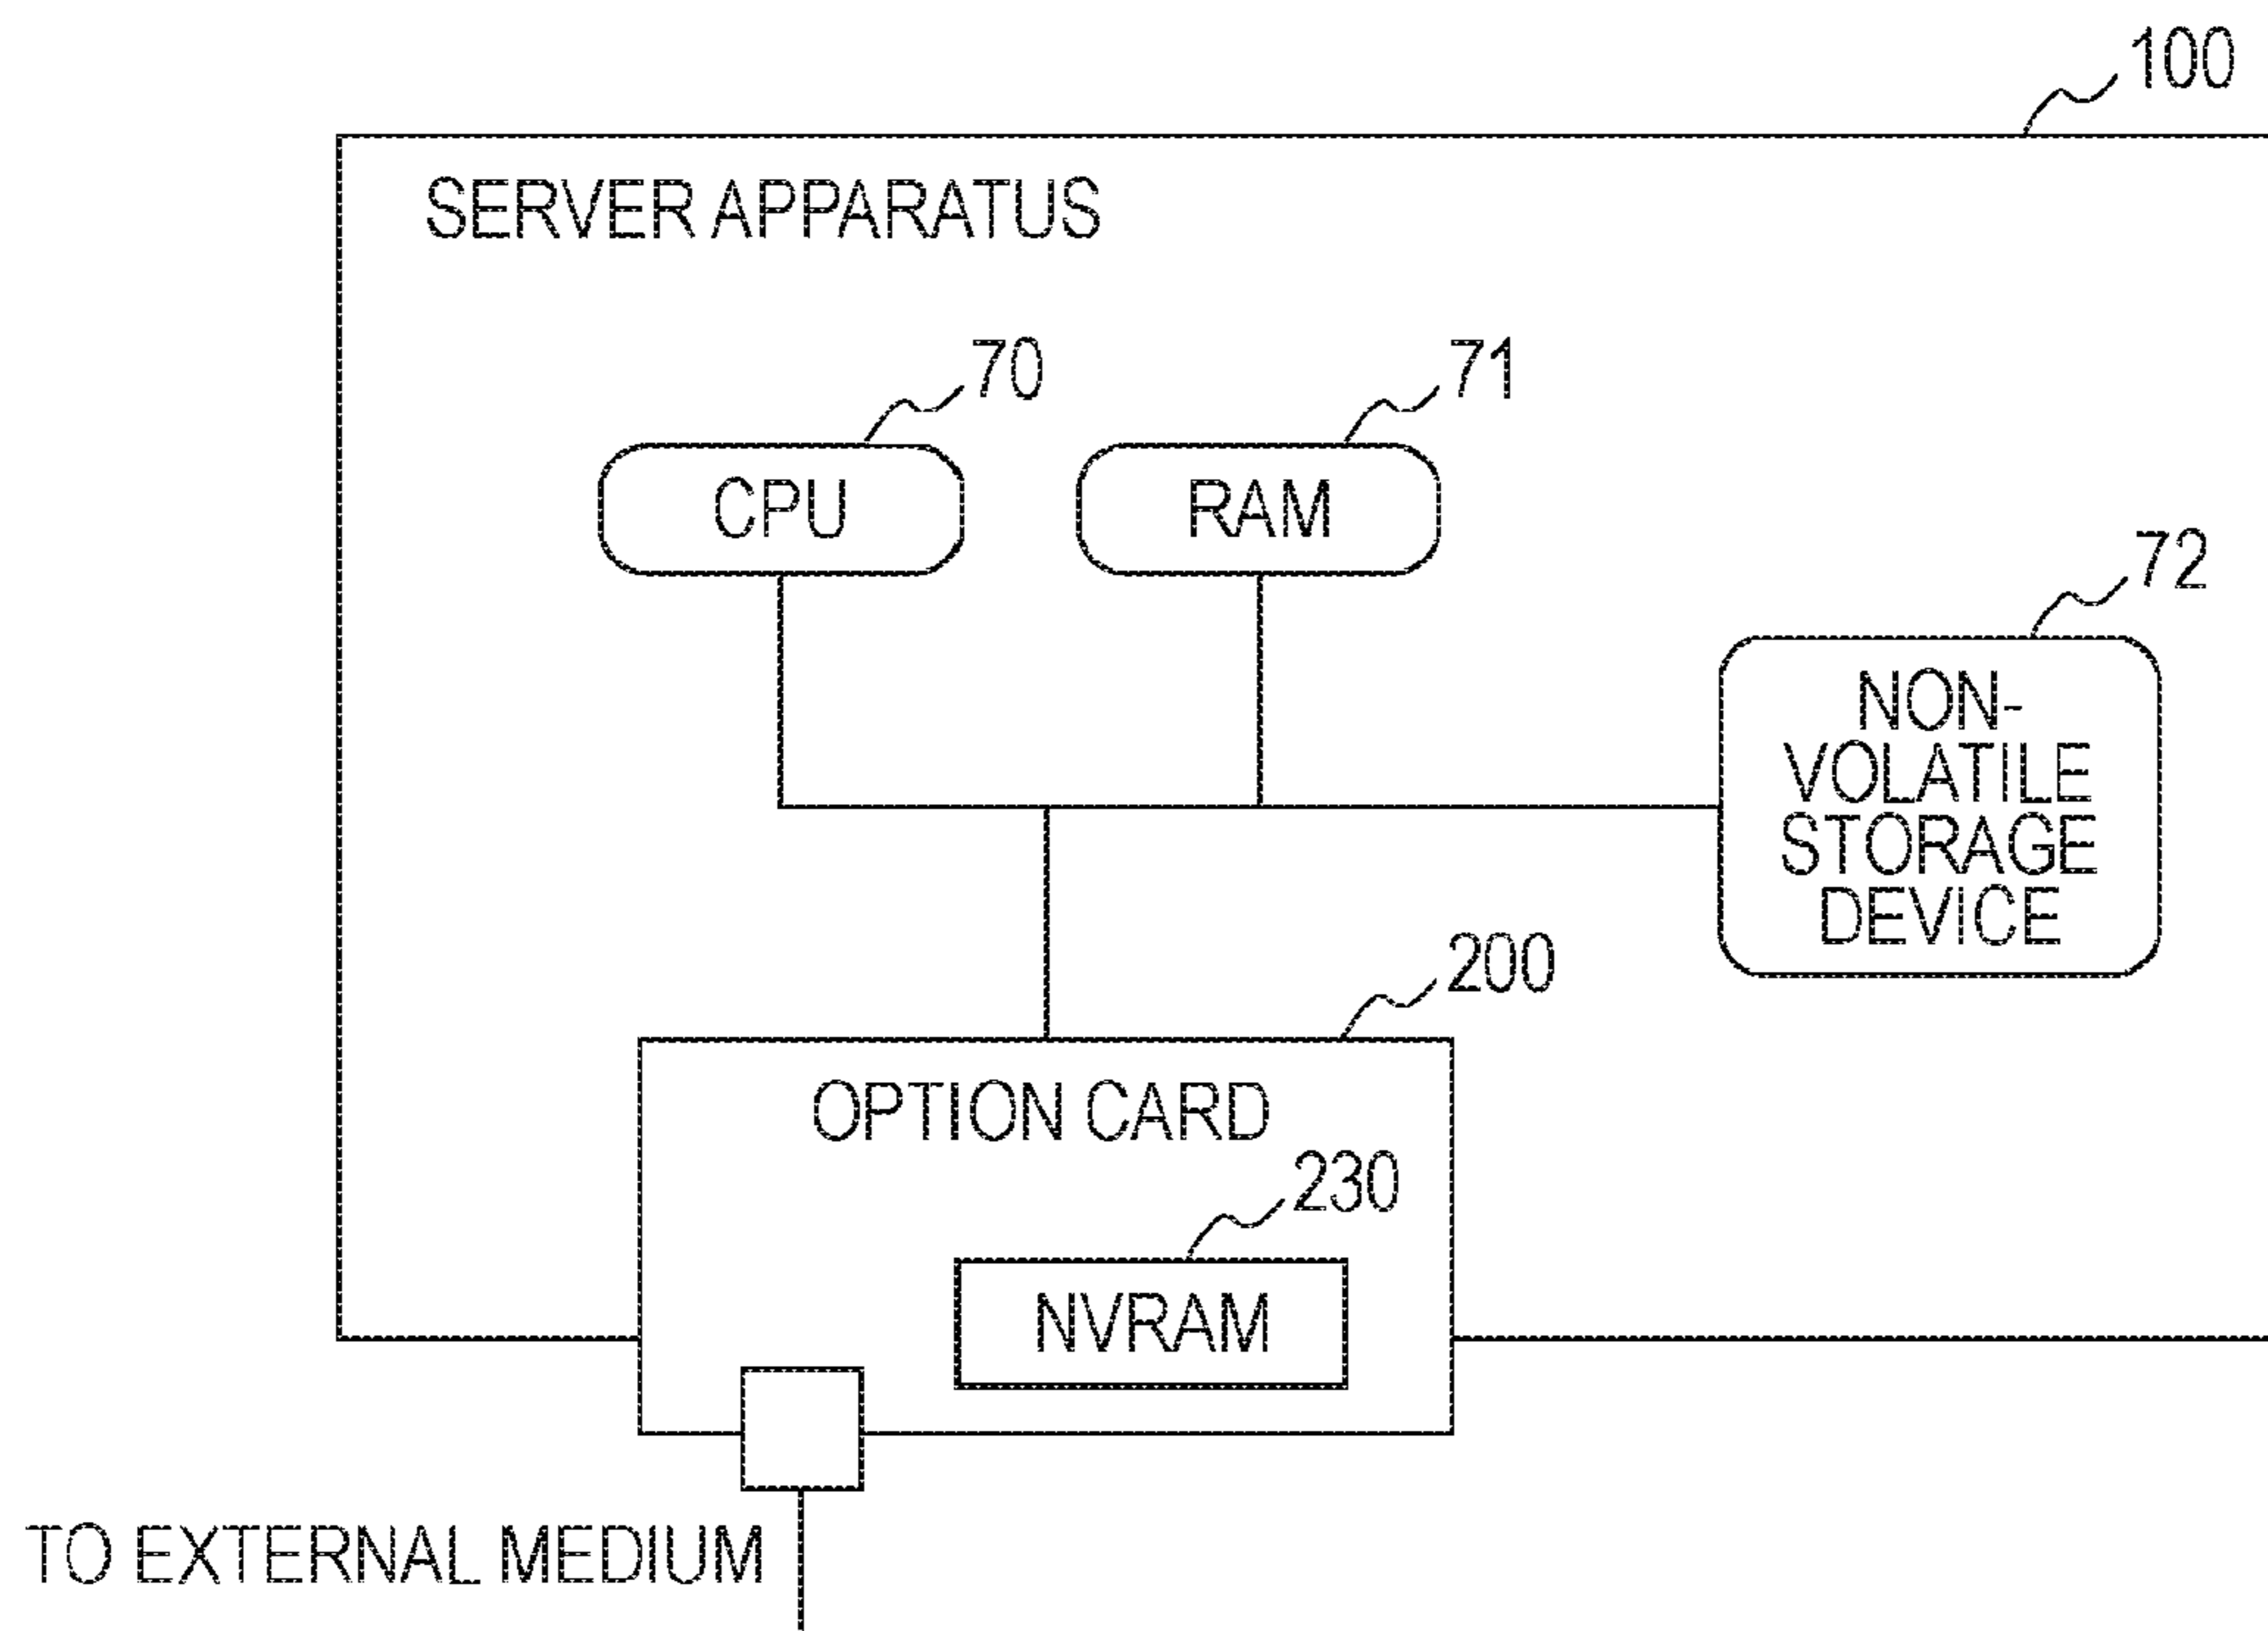 100
SERVER APPARATUS
70
71
CPU
RAM
72
NON-
VOLATILE
STORAGE
DEVICE
200
OPTION CARD
230
NVRAM
TO EXTERNAL MEDIUM